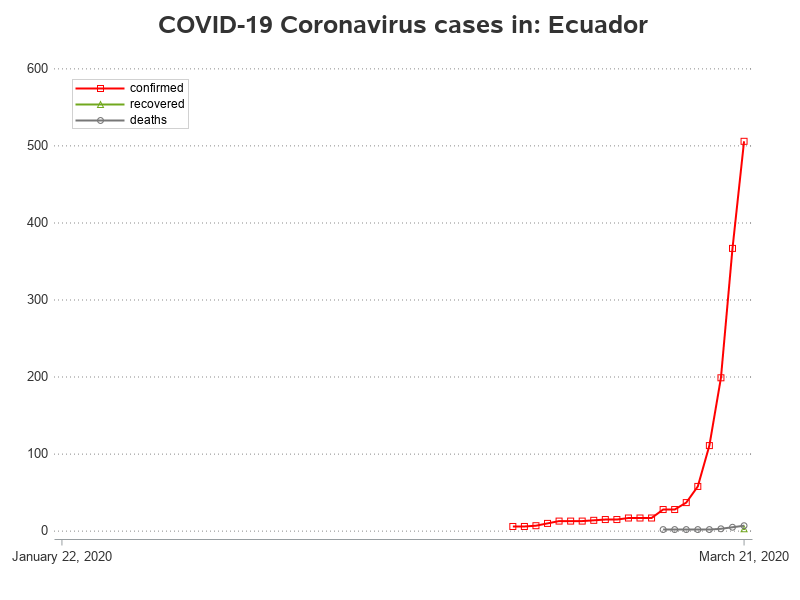 COVID-19 Coronavirus cases in: Ecuador
600
confirmed
recovered
deaths
500
400
300
200
100
0
January 22, 2020
March 21, 2020